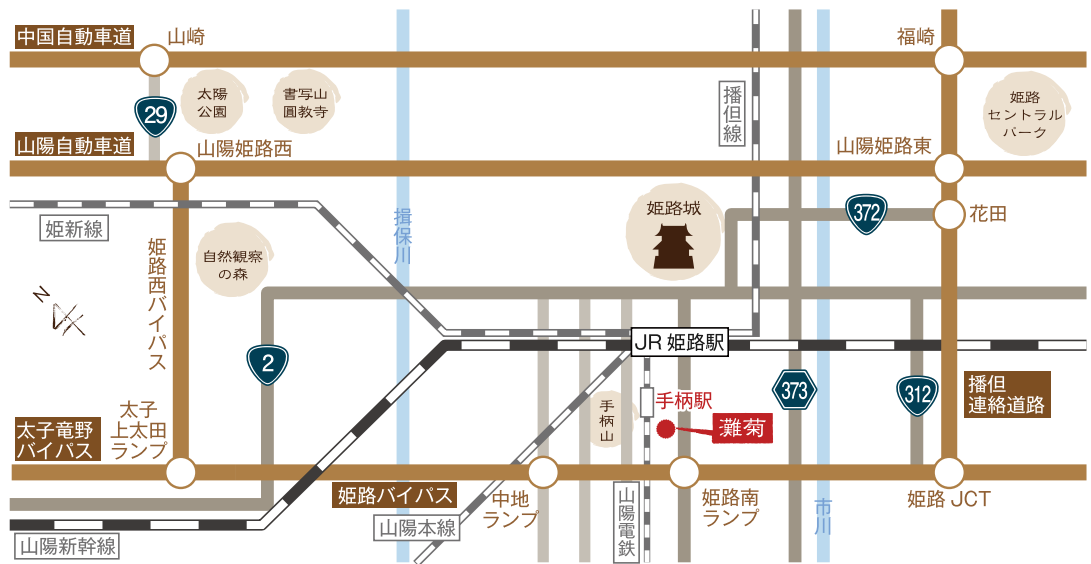 中国自動車道
山崎
福崎
29
太陽
公園
書写山
圓教寺
播但線
姫路
セントラル
パーク
山陽自動車道
山陽姫路西
山陽姫路東
姫新線
揖保川
姫路城
372
花田
自然観察
の森
姫路西バイパス
N
2
JR 姫路駅
373
312
播但
連絡道路
太子
上太田
ランプ
太子竜野
バイパス
手柄山
手柄駅
灘菊
姫路バイパス
中地
ランプ
姫路南
ランプ
姫路 JCT
山陽本線
山陽電鉄
市川
山陽新幹線